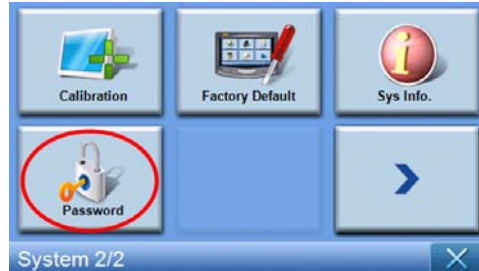 Calibration
Factory Default
Sys Info.
Password
System 2/2